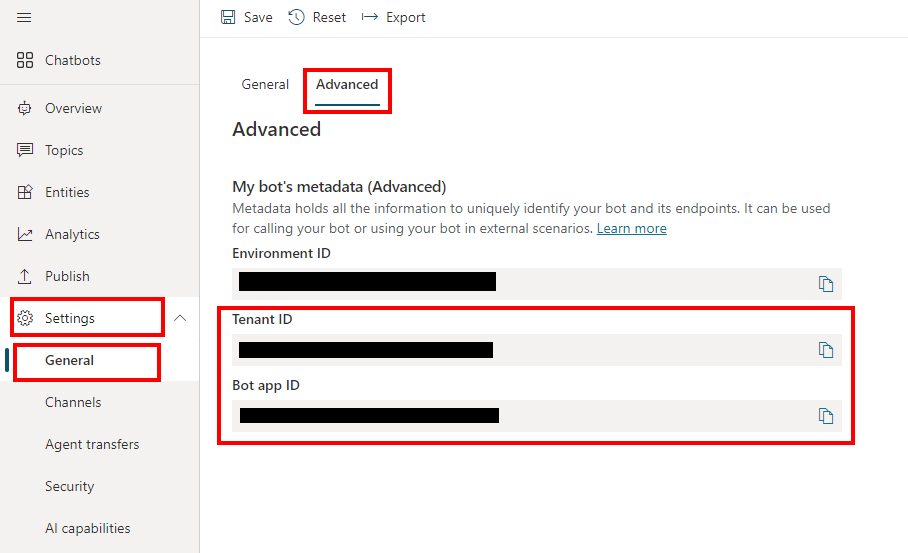 Save Reset Export
Chatbots
Overview
Topics
Entities
Analytics
Publish
Settings
General
Channels
Agent transfers
Security
AI capabilities
General Advanced
Advanced
My bot's metadata (Advanced)
Metadata holds all the information to uniquely identify your bot and its endpoints. It can be used
for calling your bot or using your bot in external scenarios. Learn more
Environment ID
Tenant ID
Bot app ID